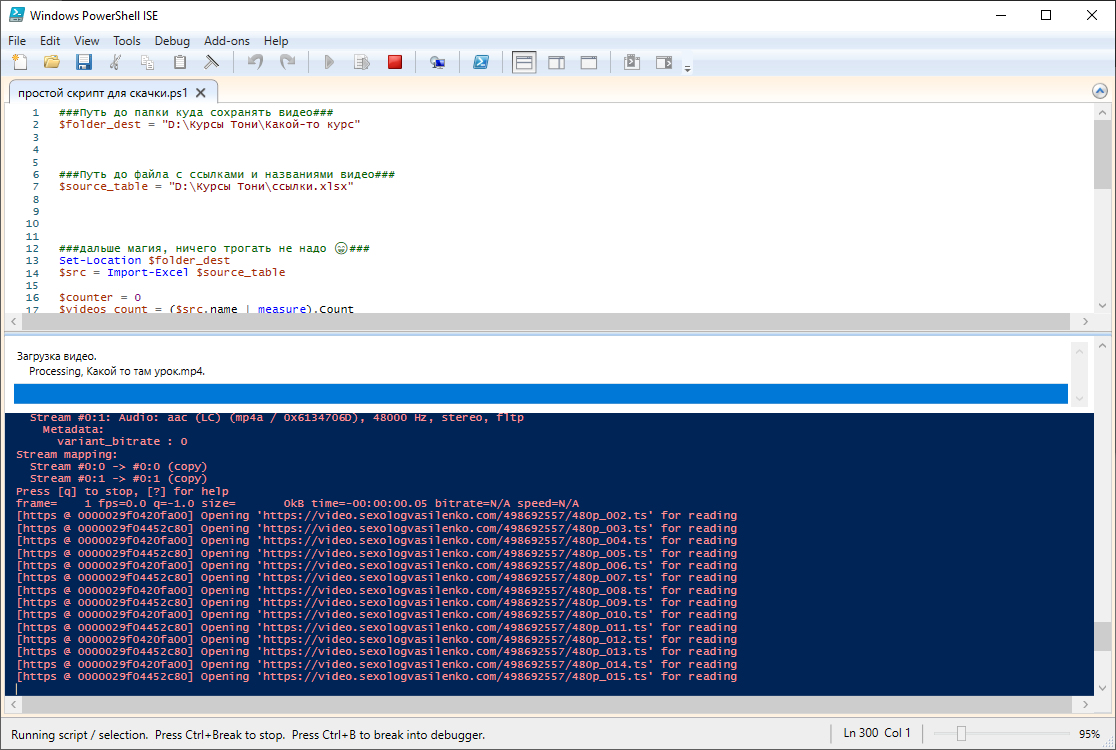 Windows PowerShell ISE
File Edit View Tools Debug Add-ons Help
простой скрипт для скачки.ps1
1 ###Путь до папки куда сохранять видео###
2 $folder_dest = "D:\Курсы Тони\Какой-то курс"
3
4
5
6 ###Путь до файла с ссылками и названиями видео###
7 $source_table = "D:\Курсы Тони\ссылки.xlsx"
8
9
10
11
12 ###дальше магия, ничего трогать не надо 😄###
13 Set-Location $folder_dest
14 $src = Import-Excel $source_table
15
16 $counter = 0
17 $videos_count = ($src.name | measure).Count
Загрузка видео.
Processing, Какой то там урок.mp4.
Stream #0:1: Audio: aac (LC) (mp4a / 0x6134706D), 48000 Hz, stereo, fltp
Metadata:
variant_bitrate : 0
Stream mapping:
Stream #0:0 -> #0:0 (copy)
Stream #0:1 -> #0:1 (copy)
Press [q] to stop, [?] for help
frame= 1 fps=0.0 q=-1.0 size= 0kB time=-00:00:00.05 bitrate=N/A speed=N/A
[https @ 0000029f0420fa00] Opening 'https://video.sexologvasilenko.com/498692557/480p_002.ts' for reading
[https @ 0000029f04452c80] Opening 'https://video.sexologvasilenko.com/498692557/480p_003.ts' for reading
[https @ 0000029f0420fa00] Opening 'https://video.sexologvasilenko.com/498692557/480p_004.ts' for reading
[https @ 0000029f04452c80] Opening 'https://video.sexologvasilenko.com/498692557/480p_005.ts' for reading
[https @ 0000029f0420fa00] Opening 'https://video.sexologvasilenko.com/498692557/480p_006.ts' for reading
[https @ 0000029f04452c80] Opening 'https://video.sexologvasilenko.com/498692557/480p_007.ts' for reading
[https @ 0000029f0420fa00] Opening 'https://video.sexologvasilenko.com/498692557/480p_008.ts' for reading
[https @ 0000029f04452c80] Opening 'https://video.sexologvasilenko.com/498692557/480p_009.ts' for reading
[https @ 0000029f0420fa00] Opening 'https://video.sexologvasilenko.com/498692557/480p_010.ts' for reading
[https @ 0000029f04452c80] Opening 'https://video.sexologvasilenko.com/498692557/480p_011.ts' for reading
[https @ 0000029f0420fa00] Opening 'https://video.sexologvasilenko.com/498692557/480p_012.ts' for reading
[https @ 0000029f04452c80] Opening 'https://video.sexologvasilenko.com/498692557/480p_013.ts' for reading
[https @ 0000029f0420fa00] Opening 'https://video.sexologvasilenko.com/498692557/480p_014.ts' for reading
[https @ 0000029f04452c80] Opening 'https://video.sexologvasilenko.com/498692557/480p_015.ts' for reading
Running script / selection. Press Ctrl+Break to stop. Press Ctrl+B to break into debugger. Ln 300 Col 1 95%